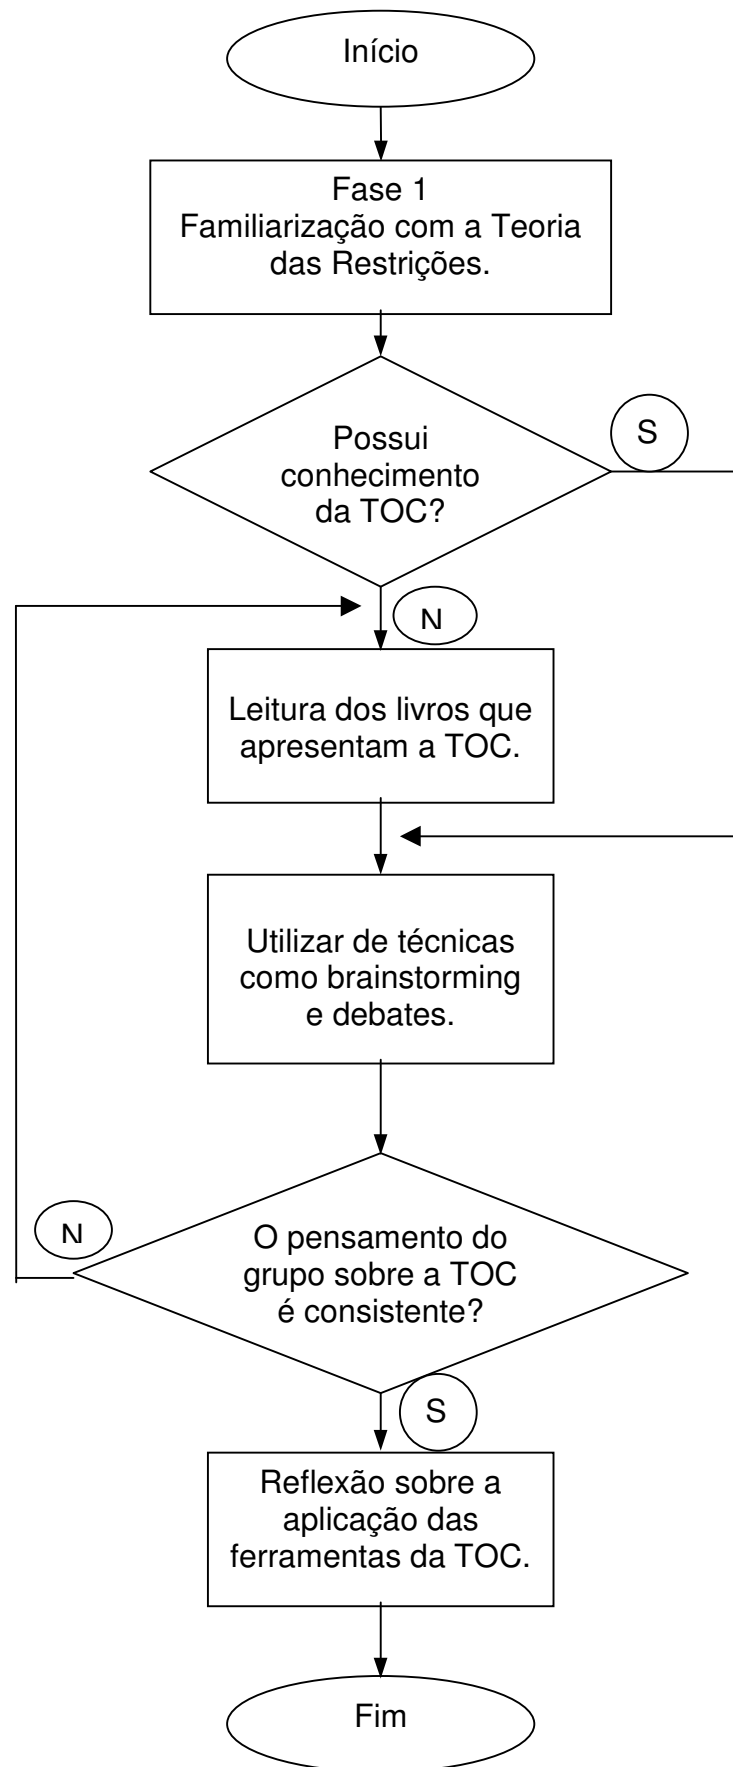 Início
Fase 1
Familiarização com a Teoria
das Restrições.
S
Possui
conhecimento
da TOC?
N
Leitura dos livros que
apresentam a TOC.
Utilizar de técnicas
como brainstorming
e debates.
N
O pensamento do
grupo sobre a TOC
é consistente?
S
Reflexão sobre a
aplicação das
ferramentas da TOC.
Fim